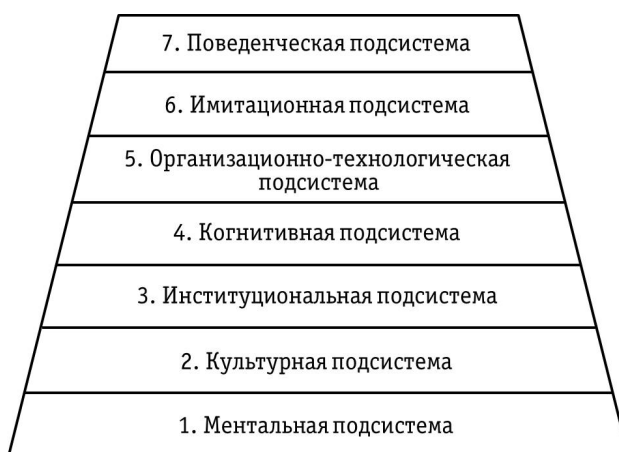 7. Поведенческая подсистема
6. Имитационная подсистема
5. Организационно-технологическая
подсистема
4. Когнитивная подсистема
3. Институциональная подсистема
2. Культурная подсистема
1. Ментальная подсистема